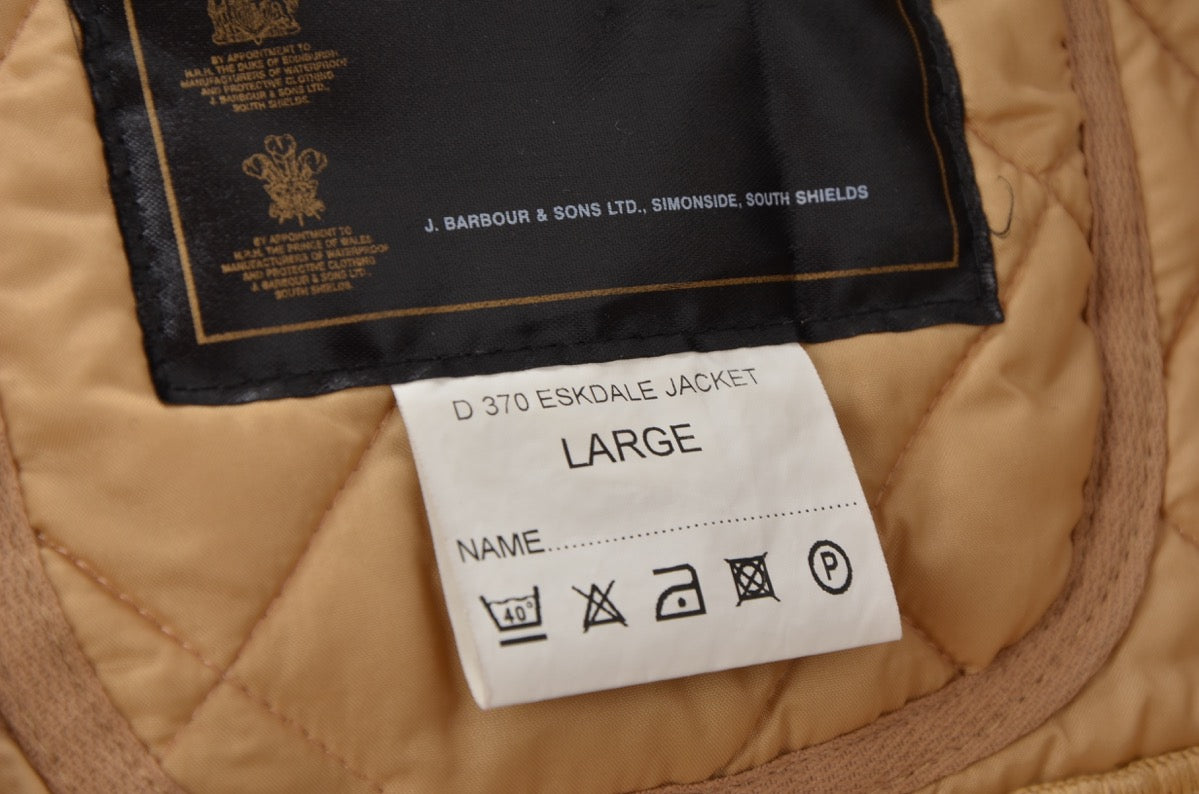 BY APPOINTMENT TO
H.R.H. THE DUKE OF EDINBURGH
MANUFACTURERS OF WATERPROOF
AND PROTECTIVE CLOTHING
J. BARBOUR & SONS LTD.,
SOUTH SHIELDS.
BY APPOINTMENT TO
H.R.H. THE PRINCE OF WALES
MANUFACTURERS OF WATERPROOF
AND PROTECTIVE CLOTHING
J. BARBOUR & SONS LTD.,
SOUTH SHIELDS.
J. BARBOUR & SONS LTD., SIMONSIDE, SOUTH SHIELDS
D 370 ESKDALE JACKET
LARGE
NAME................................................
40°
P